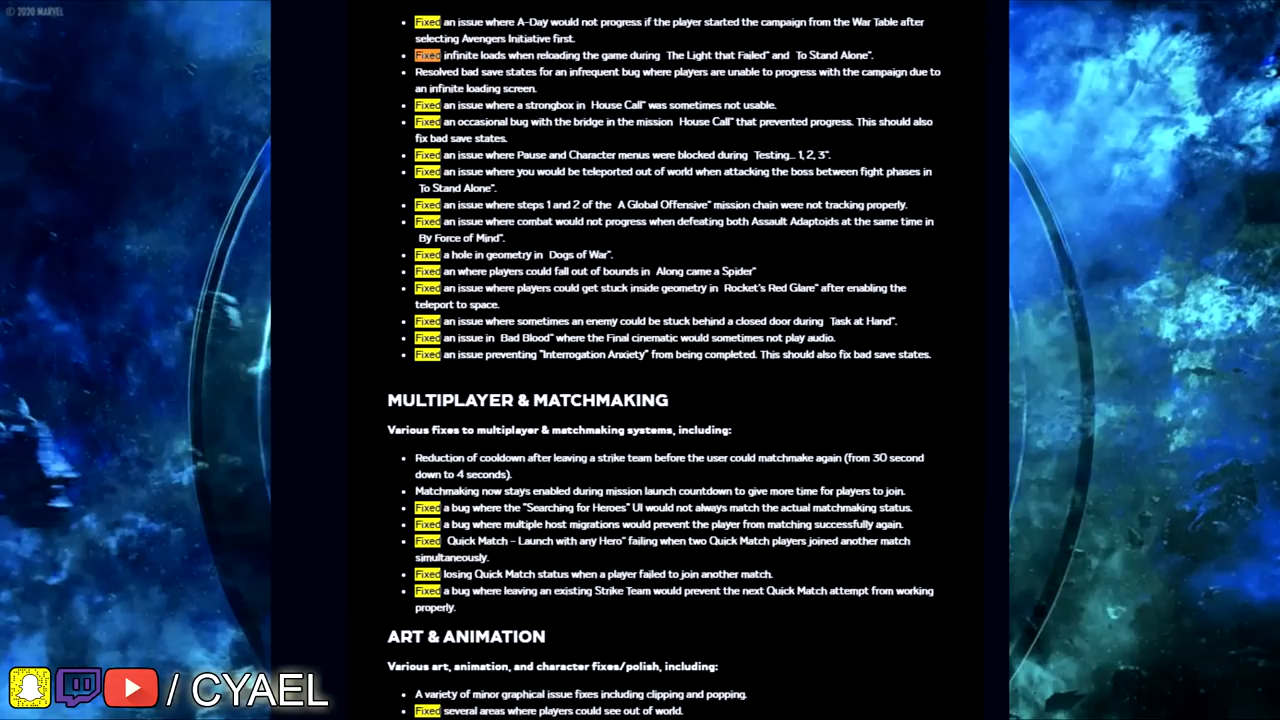 © 2020 MARVEL
• Fixed an issue where A-Day would not progress if the player started the campaign from the War Table after
selecting Avengers Initiative first.
• Fixed infinite loads when reloading the game during The Light that Failed" and To Stand Alone".
• Resolved bad save states for an infrequent bug where players are unable to progress with the campaign due to
an infinite loading screen.
• Fixed an issue where a strongbox in House Call" was sometimes not usable.
• Fixed an occasional bug with the bridge in the mission House Call" that prevented progress. This should also
fix bad save states.
• Fixed an issue where Pause and Character menus were blocked during Testing... 1, 2, 3".
• Fixed an issue where you would be teleported out of world when attacking the boss between fight phases in
To Stand Alone".
• Fixed an issue where steps 1 and 2 of the A Global Offensive" mission chain were not tracking properly.
• Fixed an issue where combat would not progress when defeating both Assault Adaptoids at the same time in
By Force of Mind".
• Fixed a hole in geometry in Dogs of War".
• Fixed an where players could fall out of bounds in Along came a Spider"
• Fixed an issue where players could get stuck inside geometry in Rocket's Red Glare" after enabling the
teleport to space.
• Fixed an issue where sometimes an enemy could be stuck behind a closed door during Task at Hand".
• Fixed an issue in Bad Blood" where the Final cinematic would sometimes not play audio.
• Fixed an issue preventing "Interrogation Anxiety" from being completed. This should also fix bad save states.
MULTIPLAYER & MATCHMAKING
Various fixes to multiplayer & matchmaking systems, including:
• Reduction of cooldown after leaving a strike team before the user could matchmake again (from 30 second
down to 4 seconds).
• Matchmaking now stays enabled during mission launch countdown to give more time for players to join.
• Fixed a bug where the "Searching for Heroes" UI would not always match the actual matchmaking status.
• Fixed a bug where multiple host migrations would prevent the player from matching successfully again.
• Fixed Quick Match – Launch with any Hero" failing when two Quick Match players joined another match
simultaneously.
• Fixed losing Quick Match status when a player failed to join another match.
• Fixed a bug where leaving an existing Strike Team would prevent the next Quick Match attempt from working
properly.
ART & ANIMATION
Various art, animation, and character fixes/polish, including:
• A variety of minor graphical issue fixes including clipping and popping.
• Fixed several areas where players could see out of world.
/ CYAEL